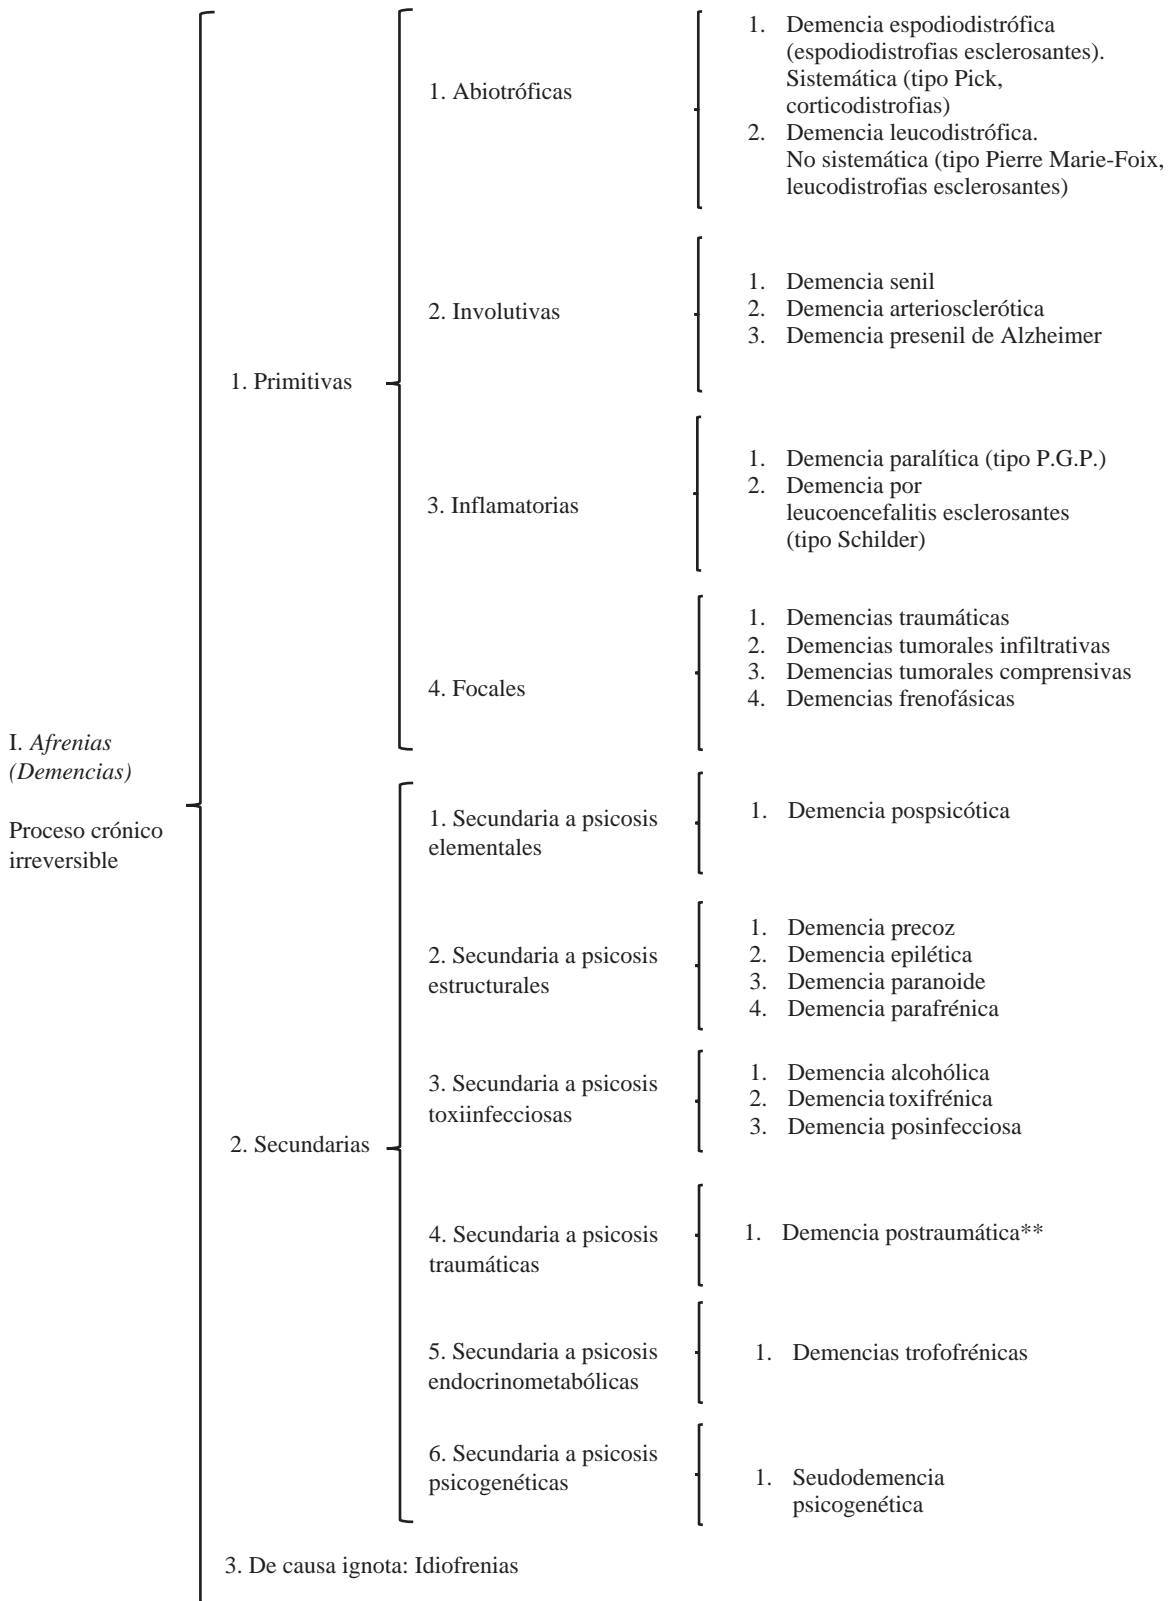 I. Afrenias
(Demencias)
Proceso crónico
irreversible
1. Primitivas
1. Abiotróficas
1. Demencia espodiodistrófica
(espodiodistrofias esclerosantes).
Sistemática (tipo Pick,
corticodistrofias)
2. Demencia leucodistrófica.
No sistemática (tipo Pierre Marie-Foix,
leucodistrofias esclerosantes)
2. Involutivas
1. Demencia senil
2. Demencia arteriosclerótica
3. Demencia presenil de Alzheimer
3. Inflamatorias
1. Demencia paralítica (tipo P.G.P.)
2. Demencia por
leucoencefalitis esclerosantes
(tipo Schilder)
4. Focales
1. Demencias traumáticas
2. Demencias tumorales infiltrativas
3. Demencias tumorales comprensivas
4. Demencias frenofásicas
2. Secundarias
1. Secundaria a psicosis
elementales
1. Demencia pospsicótica
2. Secundaria a psicosis
estructurales
1. Demencia precoz
2. Demencia epilética
3. Demencia paranoide
4. Demencia parafrénica
3. Secundaria a psicosis
toxiinfecciosas
1. Demencia alcohólica
2. Demencia toxifrénica
3. Demencia posinfecciosa
4. Secundaria a psicosis
traumáticas
1. Demencia postraumática**
5. Secundaria a psicosis
endocrinometabólicas
1. Demencias trofofrénicas
6. Secundaria a psicosis
psicogenéticas
1. Seudodemencia
psicogenética
3. De causa ignota: Idiofrenias